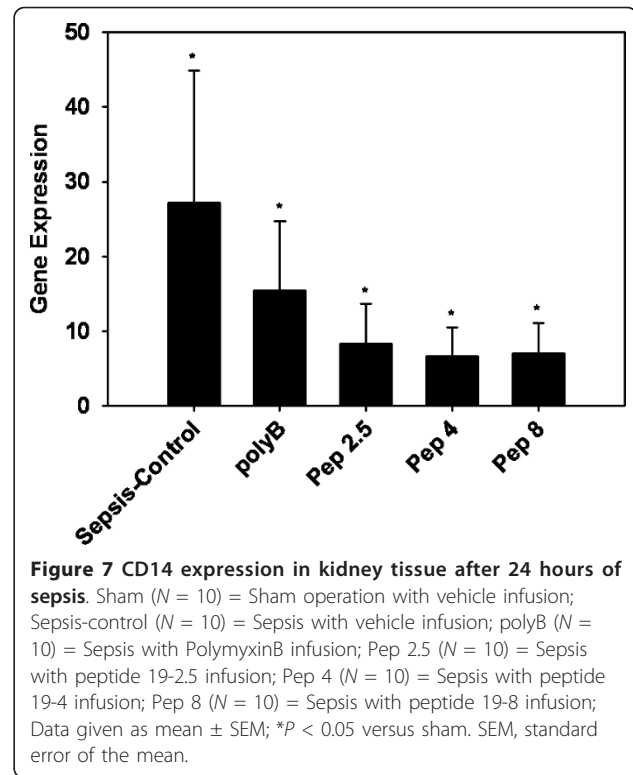 50
40
30
20
10
0
Gene Expression
*
*
*
*
*
Sepsis-Control
polyB
Pep 2.5
Pep 4
Pep 8
Figure 7 CD14 expression in kidney tissue after 24 hours of
sepsis. Sham (N = 10) = Sham operation with vehicle infusion;
Sepsis-control (N = 10) = Sepsis with vehicle infusion; polyB (N =
10) = Sepsis with PolymyxinB infusion; Pep 2.5 (N = 10) = Sepsis
with peptide 19-2.5 infusion; Pep 4 (N = 10) = Sepsis with peptide
19-4 infusion; Pep 8 (N = 10) = Sepsis with peptide 19-8 infusion;
Data given as mean ± SEM; *P < 0.05 versus sham. SEM, standard
error of the mean.